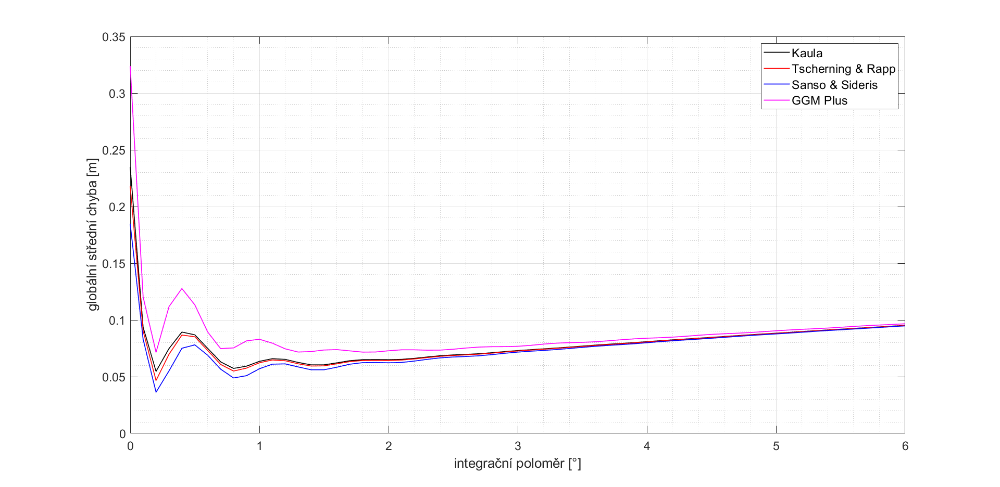 0.35
0.3
0.25
0.2
0.15
0.1
0.05
0
globální střední chyba [m]
0 1 2 3 4 5 6
integrační poloměr [°]
Kaula
Tscherning & Rapp
Sanso & Sideris
GGM Plus